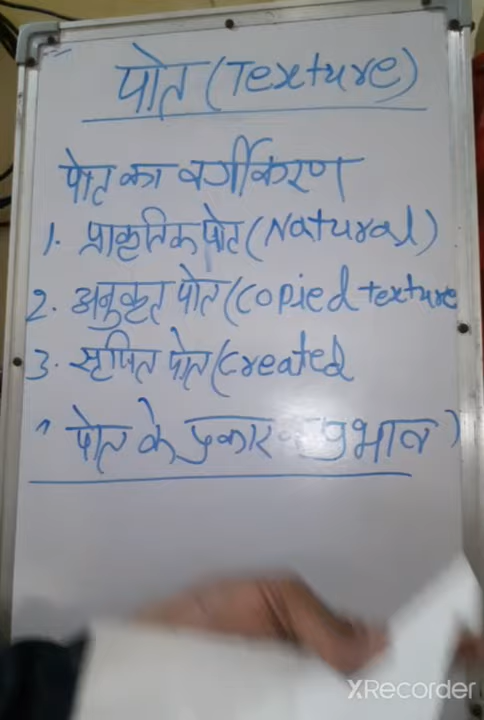 पोत (Texture)
पोत का वर्गीकरण
1. प्राकृतिक पोत (Natural)
2. अनुकृत पोत (Copied texture
3. सृजित पोत (Created
पोत के प्रकार प्रभाव )
XRecorder